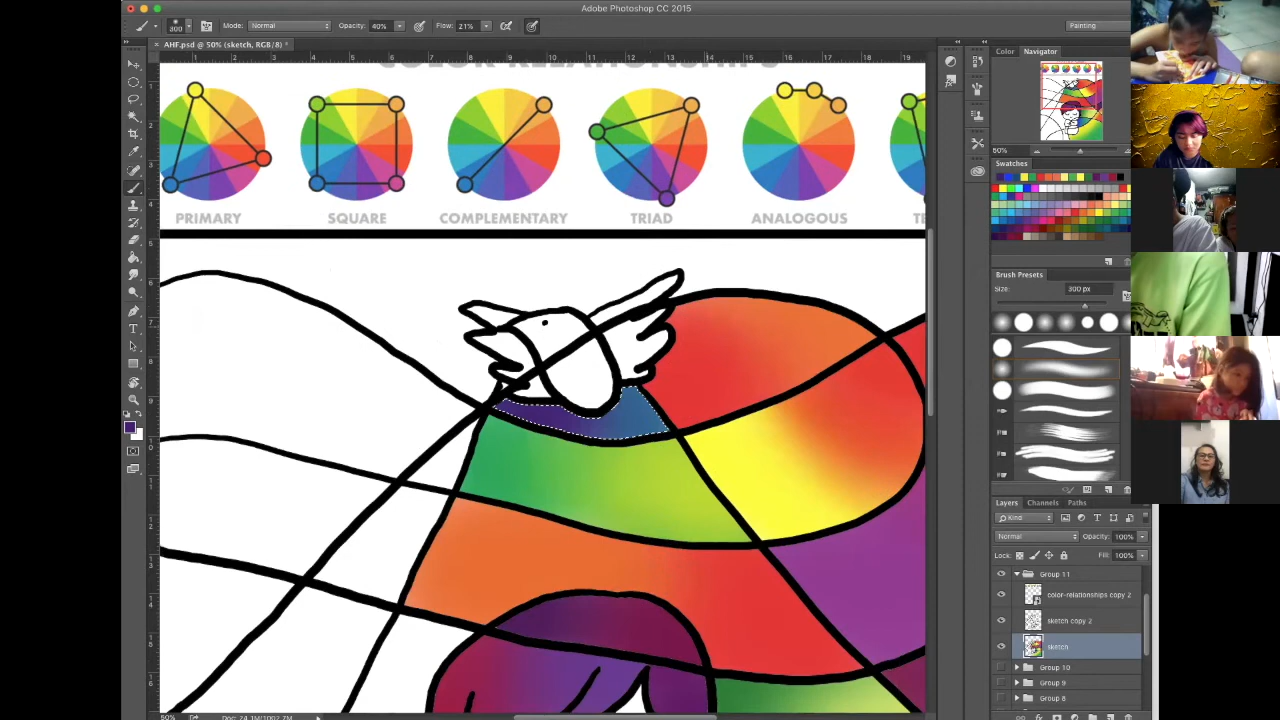 Adobe Photoshop CC 2015
300 Mode: Normal Opacity: 40% Flow: 21% Painting
AHF.psd @ 50% (sketch, RGB/8) *
Color Navigator
PRIMARY SQUARE COMPLEMENTARY TRIAD ANALOGOUS
50%
Swatches
Brush Presets
Size: 300 px
Layers Channels Paths
Kind
Normal Opacity: 100%
Lock: Fill: 100%
Group 11
color-relationships copy 2
sketch copy 2
sketch
Group 10
Group 9
Group 8
50%